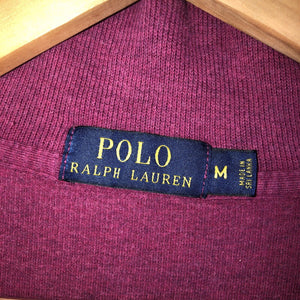 POLO
RALPH LAUREN
M
MADE IN
SRI LANKA